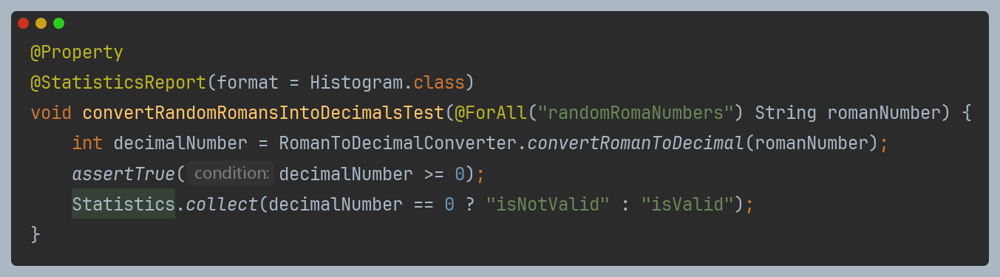 @Property
@StatisticsReport(format = Histogram.class)
void convertRandomRomansIntoDecimalsTest(@ForAll("randomRomaNumbers") String romanNumber) {
    int decimalNumber = RomanToDecimalConverter.convertRomanToDecimal(romanNumber);
    assertTrue( condition: decimalNumber >= 0);
    Statistics.collect(decimalNumber == 0 ? "isNotValid" : "isValid");
}